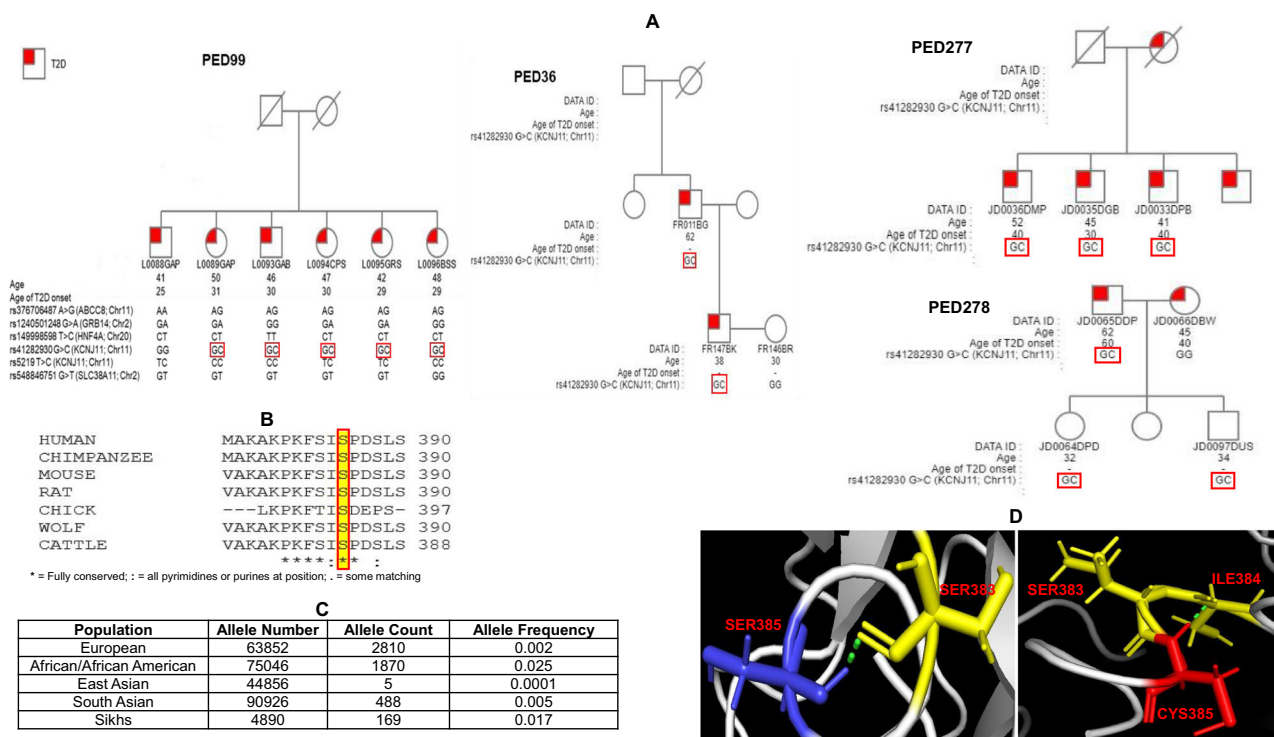 A
T2D
PED99
Age
Age of T2D onset
rs376706487 A>G (ABCC8; Chr11)
rs1240501248 G>A (GRB14; Chr2)
rs149998598 T>C (HNF4A; Chr20)
rs41282930G>C (KCNJ11; Chr11)
rs5219 T>C (KCNJ11; Chr11)
rs548846751 G>T (SLC38A11; Chr2)
L0088GAP L0089GAP L0093GAB L0094CPS L0095GRS L0096BSS
41 50 46 47 42 48
25 31 30 30 29 29
AA AG AG AG AG AG
GA GA GG GA GA GG
CT CT TT CT CT CT
GG GC GC GC GC GC
TC CC CC TC TC CC
GT GT GT GT GT GG
PED36
DATA ID :
Age :
Age of T2D onset :
rs41282930 G>C (KCNJ11; Chr11) :
DATA ID : FR011BG
Age : 62
Age of T2D onset : -
rs41282930 G>C (KCNJ11; Chr11) : GC
DATA ID : FR147BK FR146BR
Age : 38 30
Age of T2D onset : - -
rs41282930 G>C (KCNJ11; Chr11) : GC GG
PED277
DATA ID :
Age :
Age of T2D onset :
rs41282930 G>C (KCNJ11; Chr11) :
:
DATA ID : JD0036DMP JD0035DGB JD0033DPB
Age : 52 45 41
Age of T2D onset : 40 30 40
rs41282930 G>C (KCNJ11; Chr11) : GC GC GC
:
PED278
DATA ID : JD0065DDP JD0066DBW
Age : 62 45
Age of T2D onset : 60 40
rs41282930 G>C (KCNJ11; Chr11) : GC GG
:
DATA ID : JD0064DPD JD0097DUS
Age : 32 34
Age of T2D onset : - -
rs41282930 G>C (KCNJ11; Chr11) : GC GC
:
B
HUMAN MAKAKPKFSISPDSLS 390
CHIMPANZEE MAKAKPKFSISPDSLS 390
MOUSE VAKAKPKFSISPDSLS 390
RAT VAKAKPKFSISPDSLS 390
CHICK ---LKPKFTISDEPS- 397
WOLF VAKAKPKFSISPDSLS 390
CATTLE VAKAKPKFSISPDSLS 388
****:** :
* = Fully conserved; : = all pyrimidines or purines at position; . = some matching
C
Population Allele Number Allele Count Allele Frequency
European 63852 2810 0.002
African/African American 75046 1870 0.025
East Asian 44856 5 0.0001
South Asian 90926 488 0.005
Sikhs 4890 169 0.017
D
SER383
SER385
SER383
ILE384
CYS385